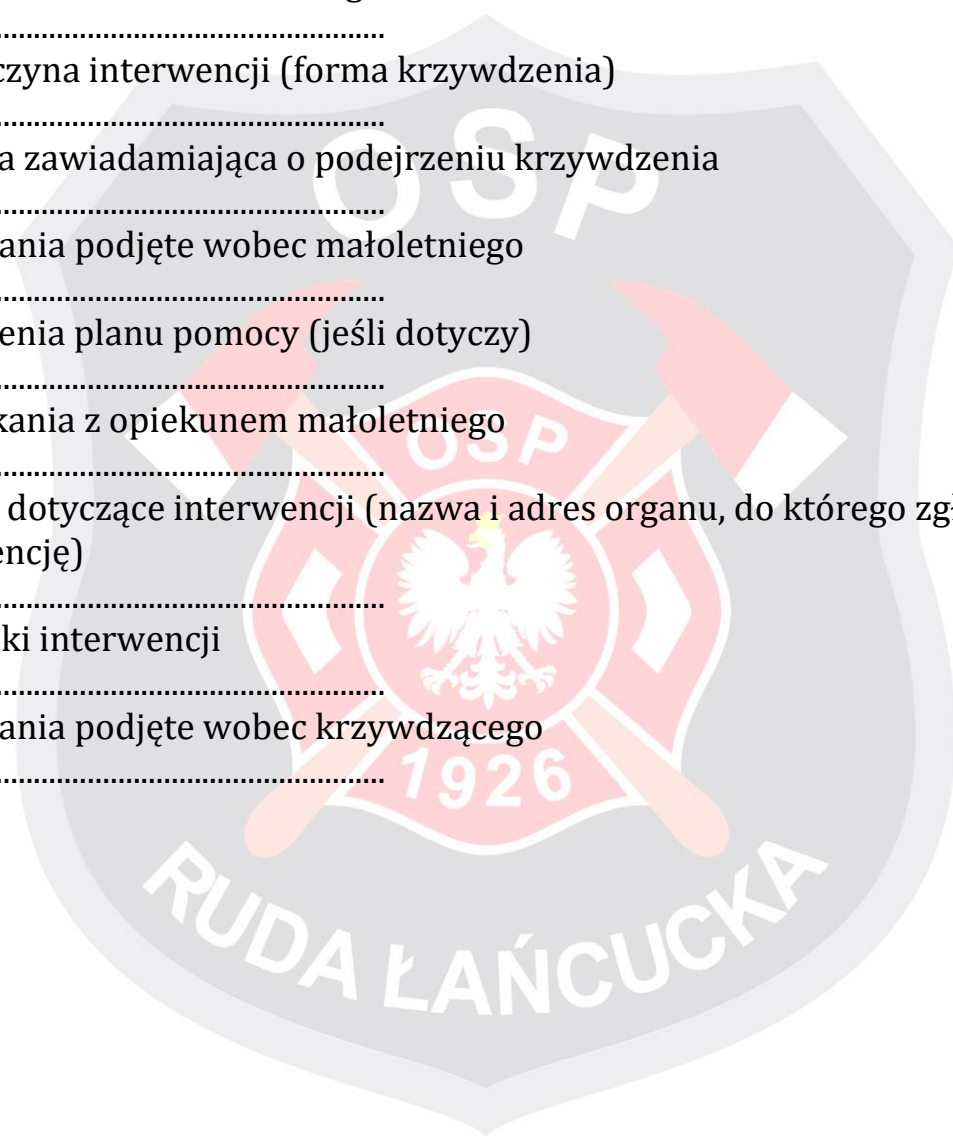 ..................................................
czyna interwencji (forma krzywdzenia)
..................................................
a zawiadamiająca o podejrzeniu krzywdzenia
..................................................
ania podjęte wobec małoletniego
..................................................
enia planu pomocy (jeśli dotyczy)
..................................................
kania z opiekunem małoletniego
..................................................
dotyczące interwencji (nazwa i adres organu, do którego zgł
encję)
..................................................
ki interwencji
..................................................
ania podjęte wobec krzywdzącego
..................................................
OSP
OSP
1926
RUDA ŁAŃCUCKA